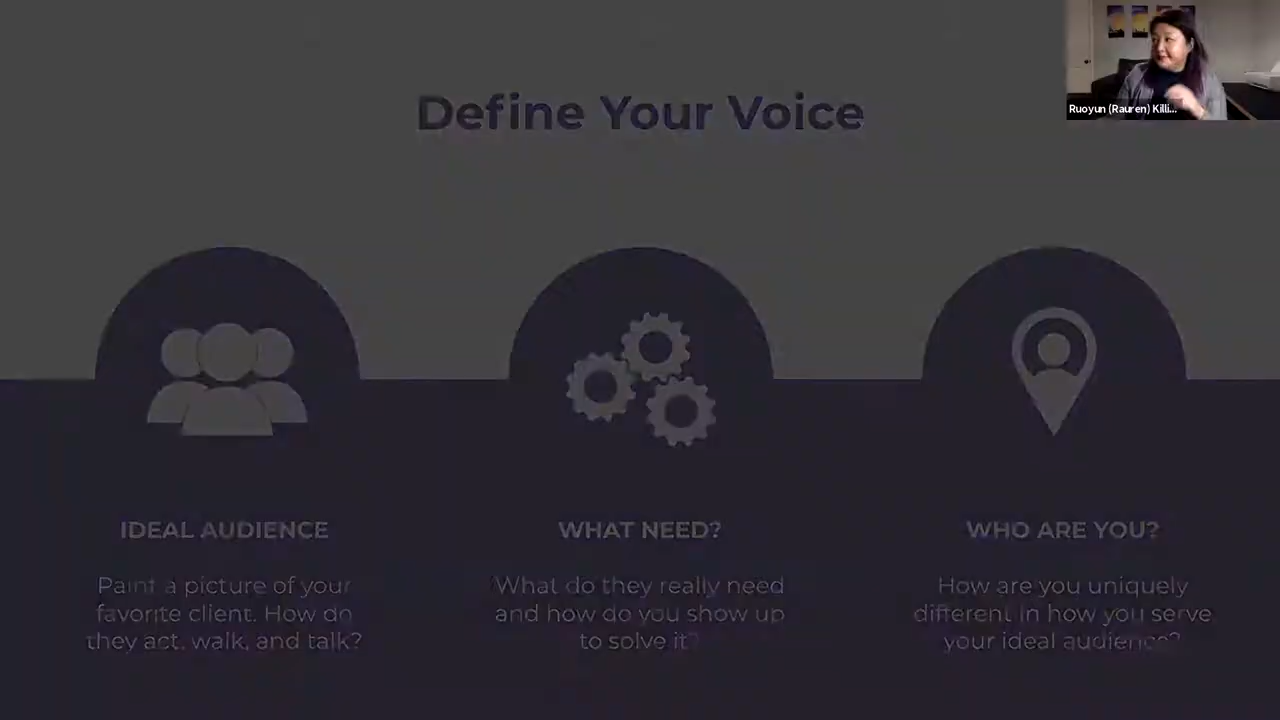 Define Your Voice
Ruoyun (Rauren) Killi...
IDEAL AUDIENCE
Paint a picture of your
favorite client. How do
they act, walk, and talk?
WHAT NEED?
What do they really need
and how do you show up
to solve it?
WHO ARE YOU?
How are you uniquely
different in how you serve
your ideal audience?